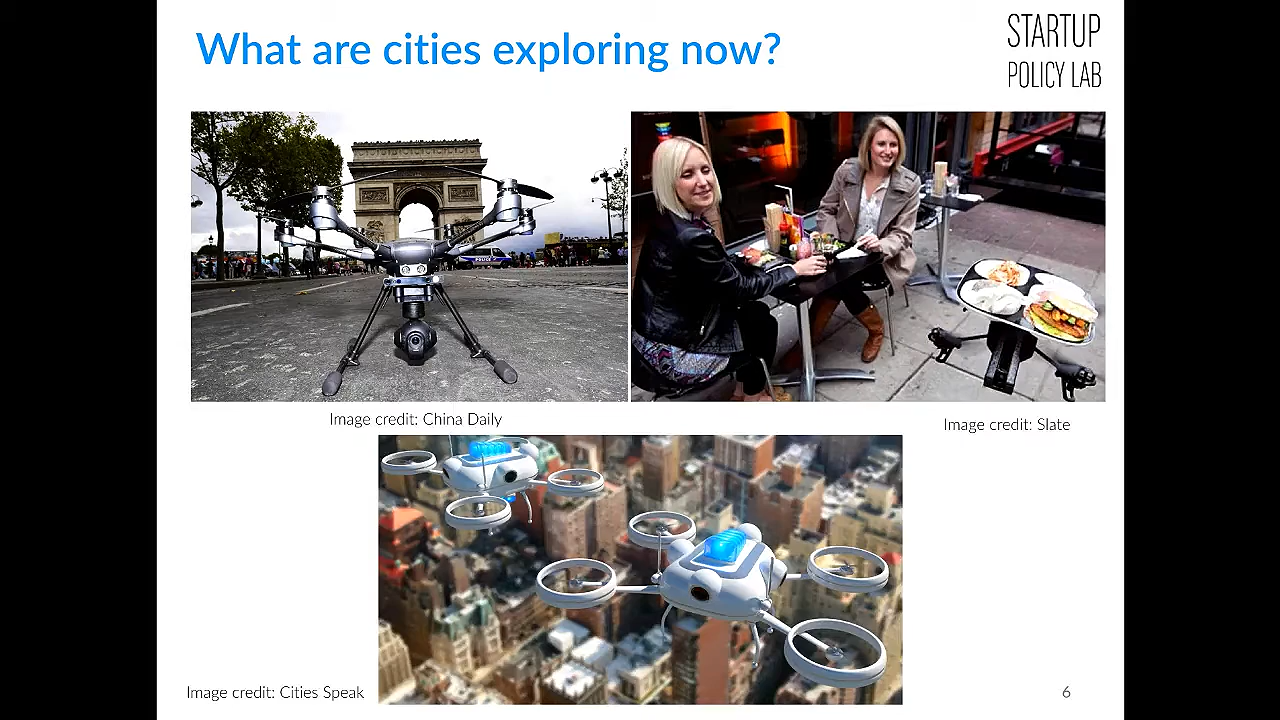 What are cities exploring now?
STARTUP
POLICY LAB
POLICE
Image credit: China Daily
Image credit: Slate
Image credit: Cities Speak
6